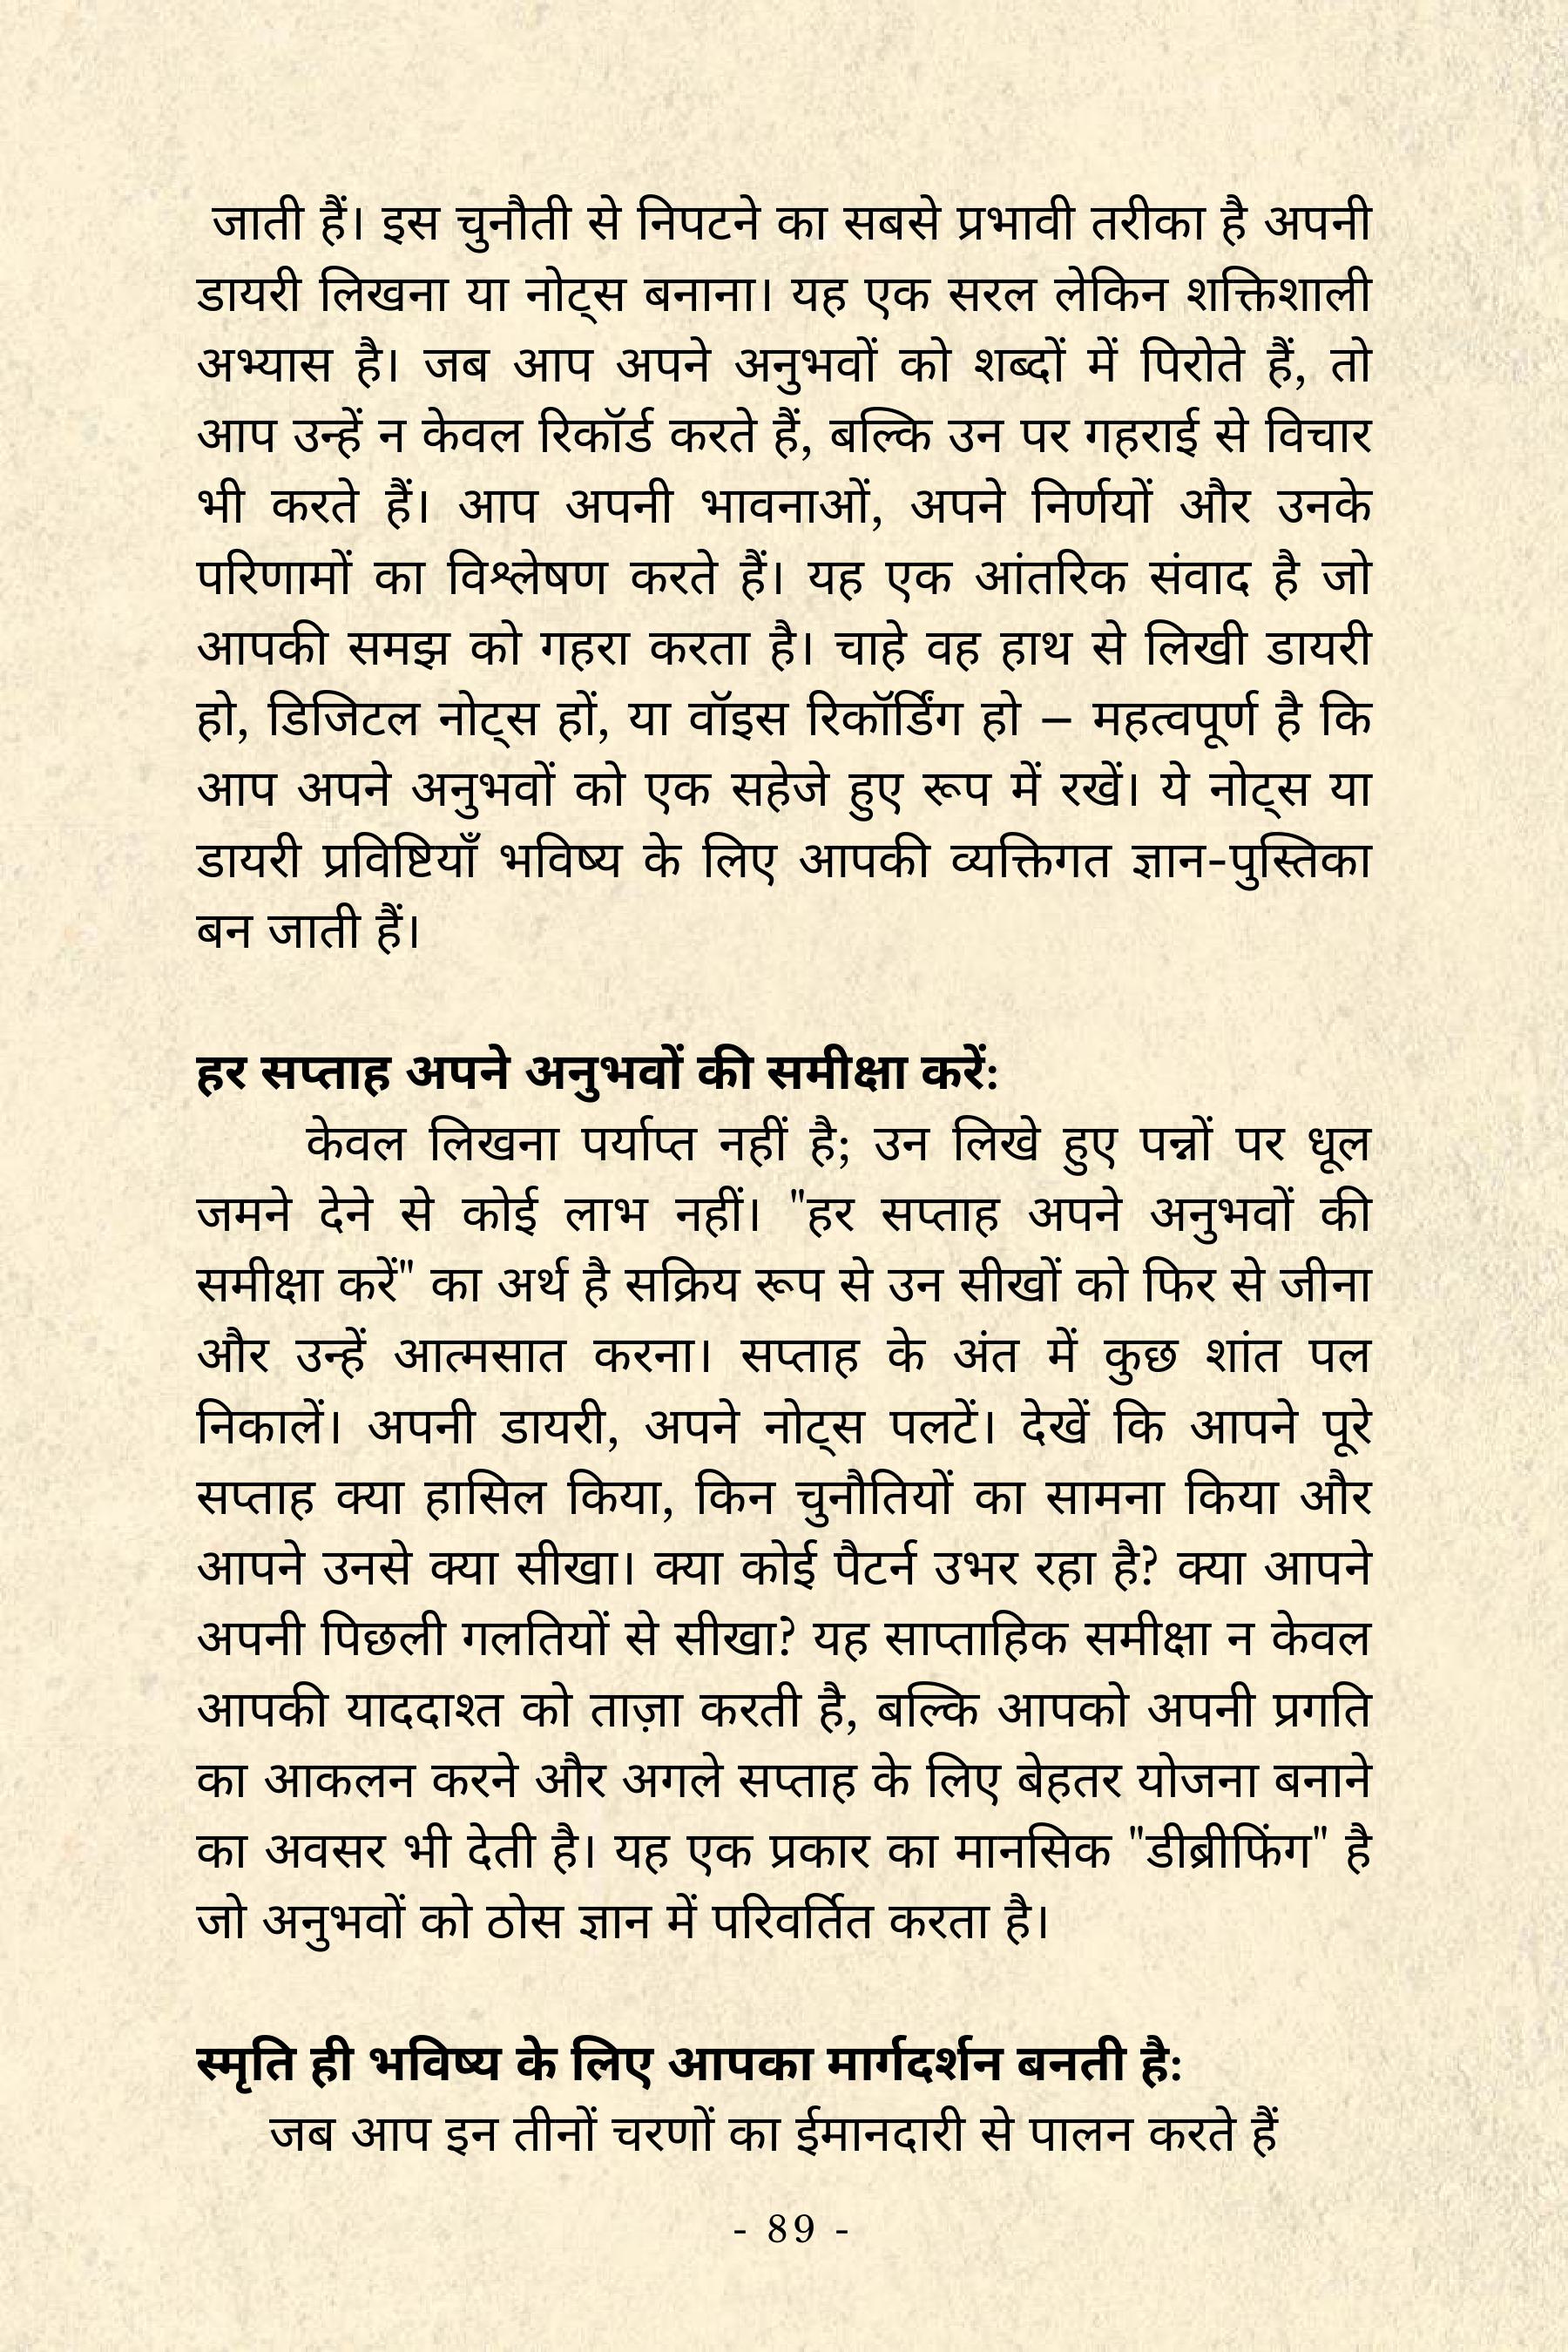 जाती हैं। इस चुनौती से निपटने का सबसे प्रभावी तरीका है अपनी
डायरी लिखना या नोट्स बनाना। यह एक सरल लेकिन शक्तिशाली
अभ्यास है। जब आप अपने अनुभवों को शब्दों में पिरोते हैं, तो
आप उन्हें न केवल रिकॉर्ड करते हैं, बल्कि उन पर गहराई से विचार
भी करते हैं। आप अपनी भावनाओं, अपने निर्णयों और उनके
परिणामों का विश्लेषण करते हैं। यह एक आंतरिक संवाद है जो
आपकी समझ को गहरा करता है। चाहे वह हाथ से लिखी डायरी
हो, डिजिटल नोट्स हों, या वॉइस रिकॉर्डिंग हो – महत्वपूर्ण है कि
आप अपने अनुभवों को एक सहेजे हुए रूप में रखें। ये नोट्स या
डायरी प्रविष्टियाँ भविष्य के लिए आपकी व्यक्तिगत ज्ञान-पुस्तिका
बन जाती हैं।
हर सप्ताह अपने अनुभवों की समीक्षा करें:
केवल लिखना पर्याप्त नहीं है; उन लिखे हुए पन्नों पर धूल
जमने देने से कोई लाभ नहीं। "हर सप्ताह अपने अनुभवों की
समीक्षा करें" का अर्थ है सक्रिय रूप से उन सीखों को फिर से जीना
और उन्हें आत्मसात करना। सप्ताह के अंत में कुछ शांत पल
निकालें। अपनी डायरी, अपने नोट्स पलटें। देखें कि आपने पूरे
सप्ताह क्या हासिल किया, किन चुनौतियों का सामना किया और
आपने उनसे क्या सीखा। क्या कोई पैटर्न उभर रहा है? क्या आपने
अपनी पिछली गलतियों से सीखा? यह साप्ताहिक समीक्षा न केवल
आपकी याददाश्त को ताज़ा करती है, बल्कि आपको अपनी प्रगति
का आकलन करने और अगले सप्ताह के लिए बेहतर योजना बनाने
का अवसर भी देती है। यह एक प्रकार का मानसिक "डीब्रीफिंग" है
जो अनुभवों को ठोस ज्ञान में परिवर्तित करता है।
स्मृति ही भविष्य के लिए आपका मार्गदर्शन बनती है:
जब आप इन तीनों चरणों का ईमानदारी से पालन करते हैं
- 89 -